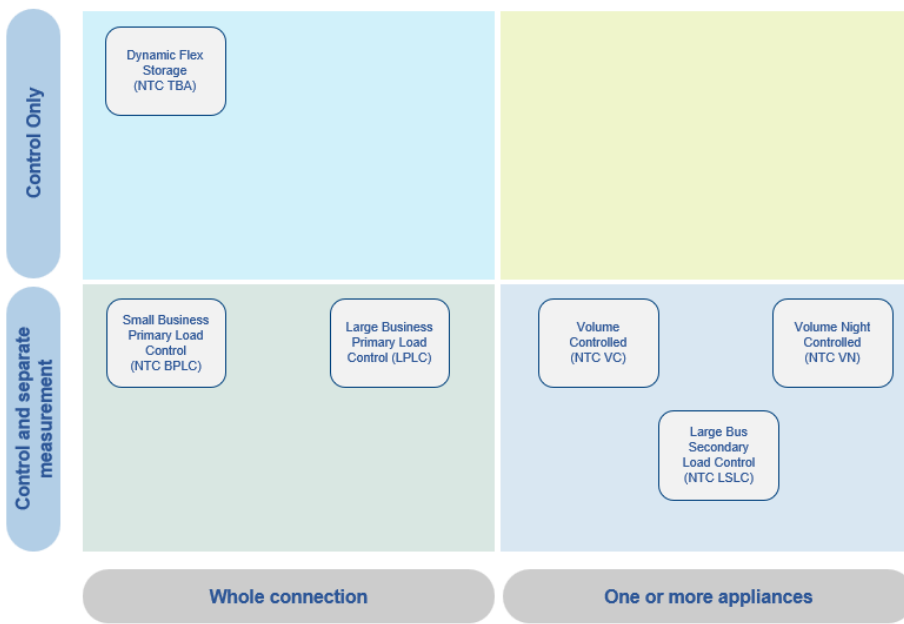 Control Only
Dynamic Flex
Storage
(NTC TBA)
Control and separate
measurement
Small Business
Primary Load
Control
(NTC BPLC)
Large Business
Primary Load
Control (LPLC)
Volume
Controlled
(NTC VC)
Volume Night
Controlled
(NTC VN)
Large Bus
Secondary
Load Control
(NTC LSLC)
Whole connection
One or more appliances